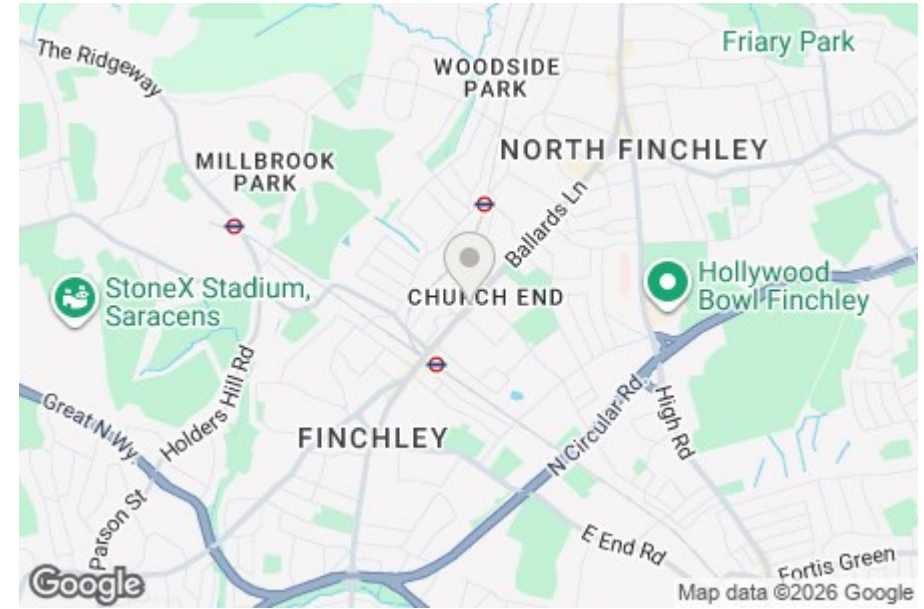 The Ridgeway
Friary Park
WOODSIDE
PARK
NORTH FINCHLEY
MILLBROOK
PARK
Ballards Ln
StoneX Stadium,
Saracens
CHURCH END
Hollywood
Bowl Finchley
Holders Hill Rd
Great N Wy.
FINCHLEY
N Circular Rd.
High Rd
Parson St
E End Rd
Fortis Green
Google
Map data ©2026 Google